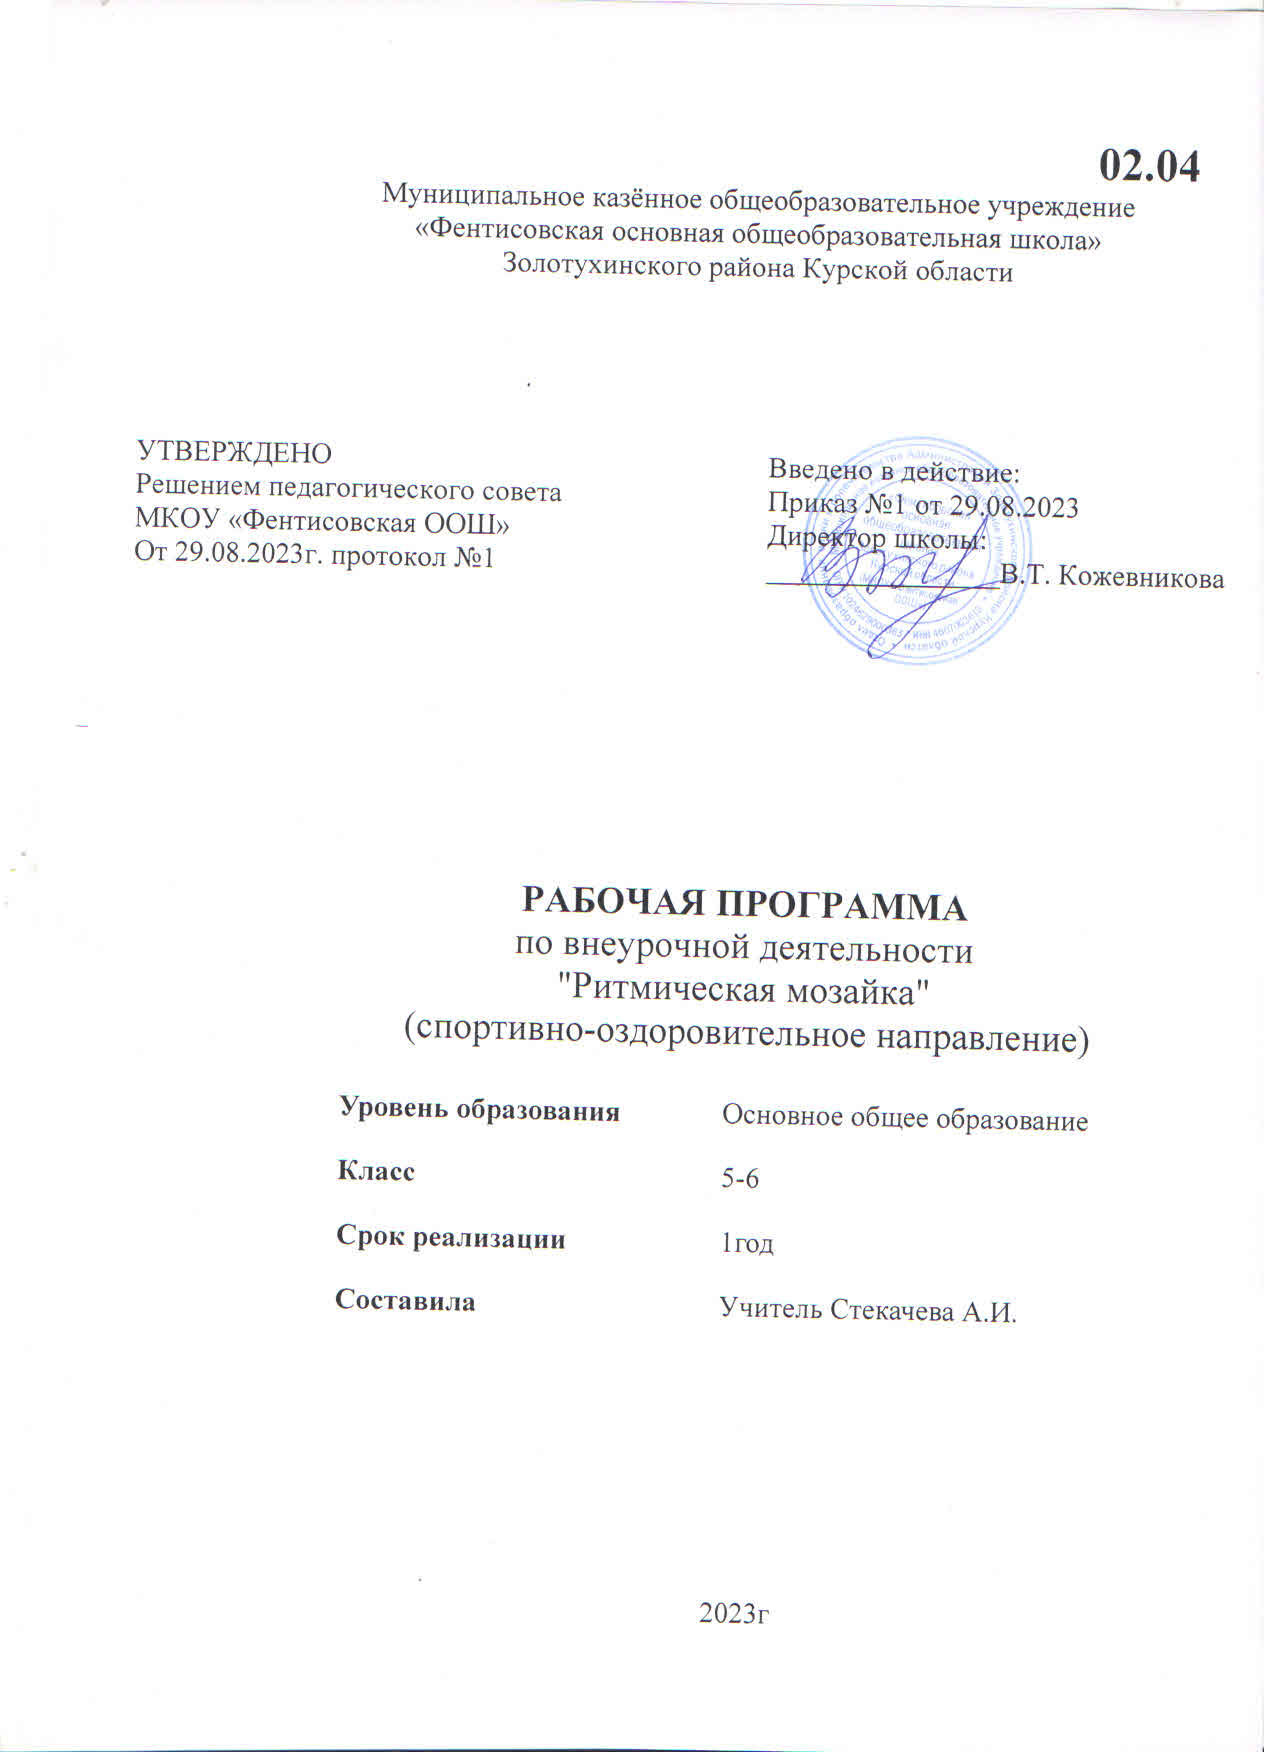 02.04
Муниципальное казённое общеобразовательное учреждение
«Фентисовская основная общеобразовательная школа»
Золотухинского района Курской области
УТВЕРЖДЕНО
Решением педагогического совета
МКОУ «Фентисовская ООШ»
От 29.08.2023г. протокол №1
Введено в действие:
Приказ №1 от 29.08.2023
Директор школы:
В.Т. Кожевникова
РАБОЧАЯ ПРОГРАММА
по внеурочной деятельности
"Ритмическая мозайка"
(спортивно-оздоровительное направление)
Уровень образования Основное общее образование
Класс 5-6
Срок реализации 1год
Составила Учитель Стекачева А.И.
2023г